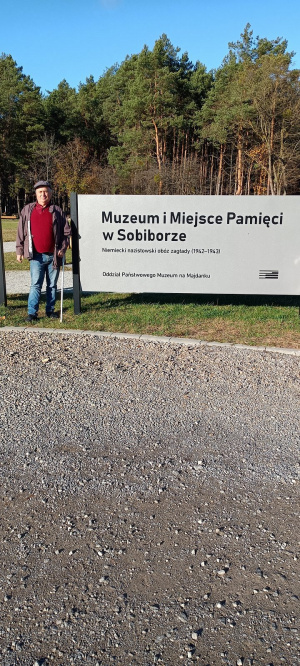 Muzeum i Miejsce Pamięci
w Sobiborze
Niemiecki nazistowski obóz zagłady (1942–1943)
Oddział Państwowego Muzeum na Majdanku